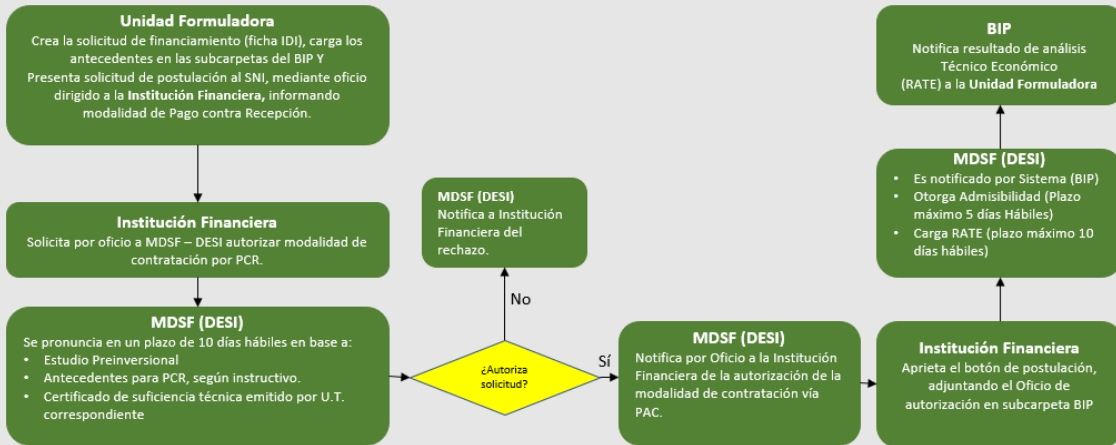 Unidad Formuladora
Crea la solicitud de financiamiento (ficha IDI), carga los
antecedentes en las subcarpetas del BIP Y
Presenta solicitud de postulación al SNI, mediante oficio
dirigido a la Institución Financiera, informando
modalidad de Pago contra Recepción.
Institución Financiera
Solicita por oficio a MDSF – DESI autorizar modalidad de
contratación por PCR.
MDSF (DESI)
Se pronuncia en un plazo de 10 días hábiles en base a:
• Estudio Preinversional
• Antecedentes para PCR, según instructivo.
• Certificado de suficiencia técnica emitido por U.T.
correspondiente
¿Autoriza
solicitud?
No
MDSF (DESI)
Notifica a Institución
Financiera del
rechazo.
Sí
MDSF (DESI)
Notifica por Oficio a la Institución
Financiera de la autorización de la
modalidad de contratación vía
PAC.
Institución Financiera
Aprieta el botón de postulación,
adjuntando el Oficio de
autorización en subcarpeta BIP
MDSF (DESI)
• Es notificado por Sistema (BIP)
• Otorga Admisibilidad (Plazo
máximo 5 días Hábiles)
• Carga RATE (plazo máximo 10
días hábiles)
BIP
Notifica resultado de análisis
Técnico Económico
(RATE) a la Unidad Formuladora